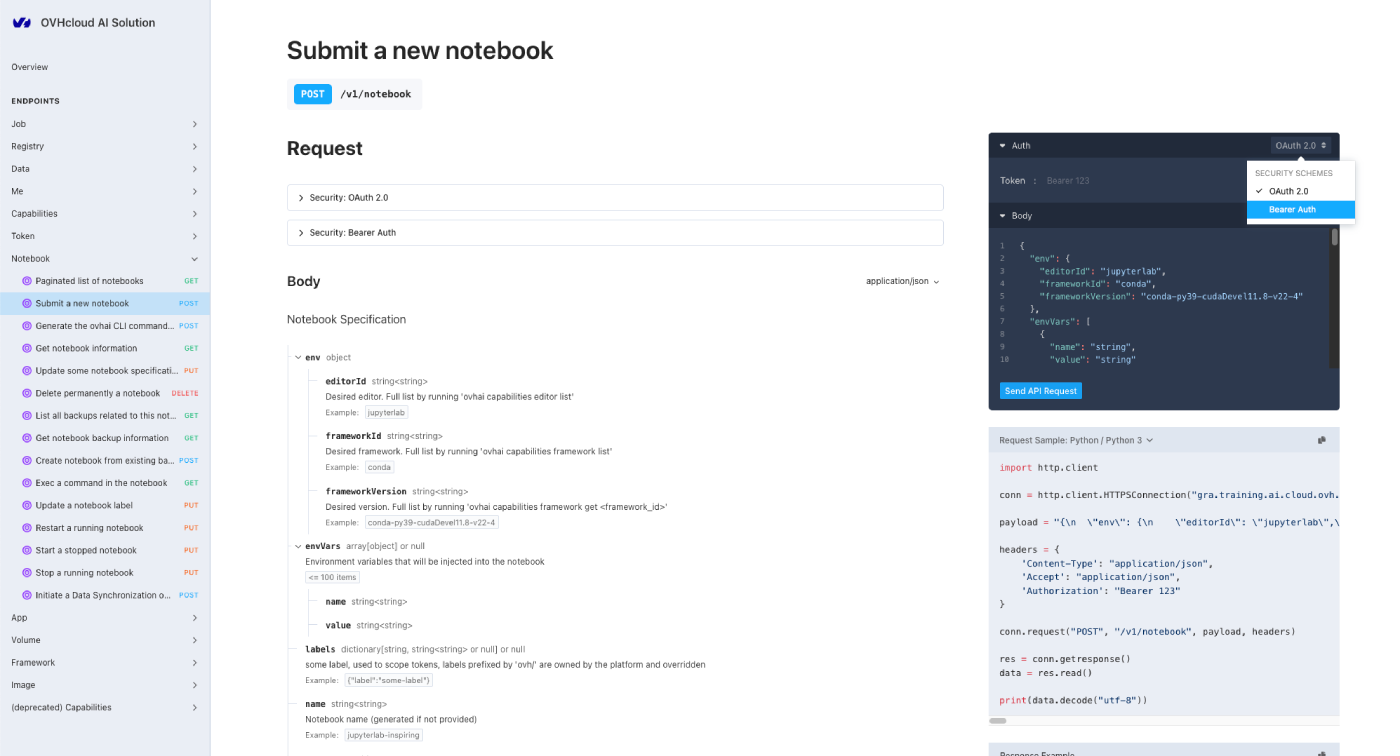 OVHcloud AI Solution
Overview
ENDPOINTS
Job
Registry
Data
Me
Capabilities
Token
Notebook
Paginated list of notebooks GET
Submit a new notebook POST
Generate the ovhai CLI command... POST
Get notebook information GET
Update some notebook specificati... PUT
Delete permanently a notebook DELETE
List all backups related to this not... GET
Get notebook backup information GET
Create notebook from existing ba... POST
Exec a command in the notebook GET
Update a notebook label PUT
Restart a running notebook PUT
Start a stopped notebook PUT
Stop a running notebook PUT
Initiate a Data Synchronization o... POST
App
Volume
Framework
Image
(deprecated) Capabilities
Submit a new notebook
POST /v1/notebook
Request
Security: OAuth 2.0
Security: Bearer Auth
Body application/json
Notebook Specification
env object
editorId string<string>
Desired editor. Full list by running 'ovhai capabilities editor list'
Example: jupyterlab
frameworkId string<string>
Desired framework. Full list by running 'ovhai capabilities framework list'
Example: conda
frameworkVersion string<string>
Desired version. Full list by running 'ovhai capabilities framework get <framework_id>'
Example: conda-py39-cudaDevel11.8-v22-4
envVars array[object] or null
Environment variables that will be injected into the notebook
<= 100 items
name string<string>
value string<string>
labels dictionary[string, string<string> or null] or null
some label, used to scope tokens, labels prefixed by 'ovh/' are owned by the platform and overridden
Example: {"label":"some-label"}
name string<string>
Notebook name (generated if not provided)
Example: jupyterlab-inspiring
Auth OAuth 2.0
Token : Bearer 123
SECURITY SCHEMES
OAuth 2.0
Bearer Auth
Body
1 {
2 "env": {
3 "editorId": "jupyterlab",
4 "frameworkId": "conda",
5 "frameworkVersion": "conda-py39-cudaDevel11.8-v22-4"
6 },
7 "envVars": [
8 {
9 "name": "string",
10 "value": "string"
Send API Request
Request Sample: Python / Python 3
import http.client
conn = http.client.HTTPSConnection("gra.training.ai.cloud.ovh.
payload = "{\n  \"env\": {\n    \"editorId\": \"jupyterlab\",\
headers = {
'Content-Type': "application/json",
'Accept': "application/json",
'Authorization': "Bearer 123"
}
conn.request("POST", "/v1/notebook", payload, headers)
res = conn.getresponse()
data = res.read()
print(data.decode("utf-8"))
Response Example